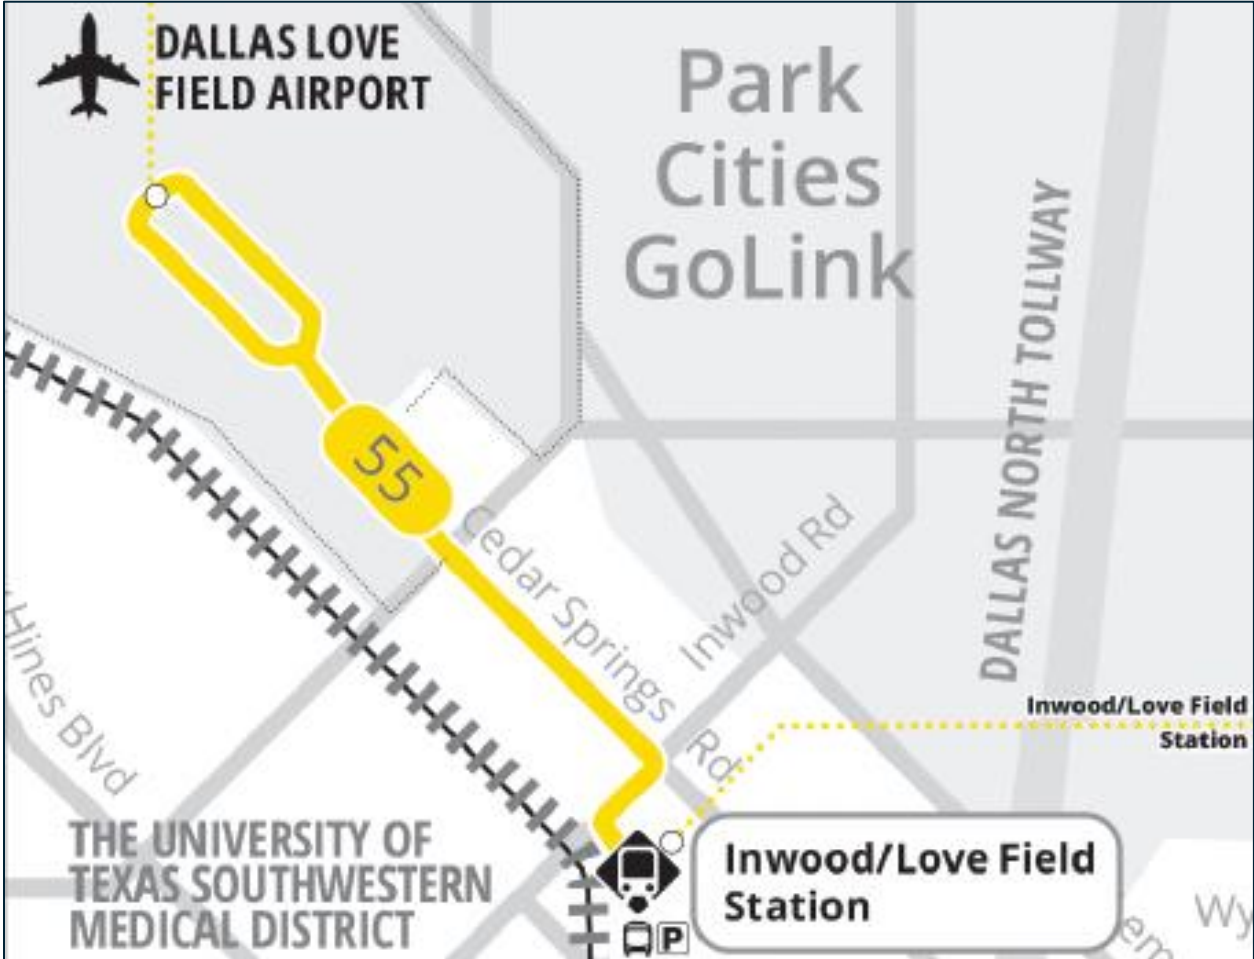 DALLAS LOVE
FIELD AIRPORT
Park
Cities
GoLink
DALLAS NORTH TOLLWAY
55
Cedar Springs Rd
Inwood Rd
Hines Blvd
Inwood/Love Field
Station
THE UNIVERSITY OF
TEXAS SOUTHWESTERN
MEDICAL DISTRICT
Inwood/Love Field
Station
P